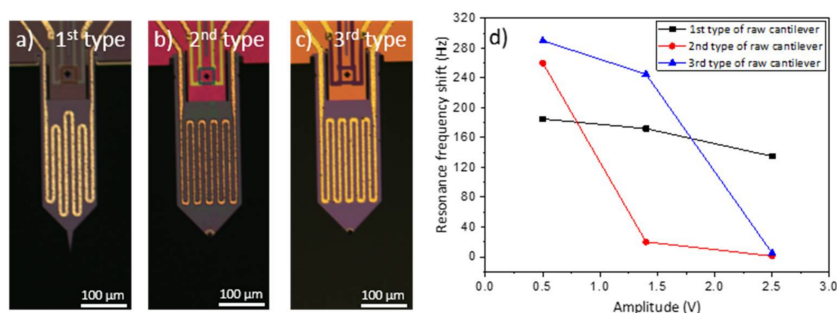 a) 1st type
b) 2nd type
c) 3rd type
100 µm
100 µm
100 µm
d)
1st type of raw cantilever
2nd type of raw cantilever
3rd type of raw cantilever
Resonance frequency shift (Hz)
320
280
240
200
160
120
80
40
0
0.0 0.5 1.0 1.5 2.0 2.5 3.0
Amplitude (V)